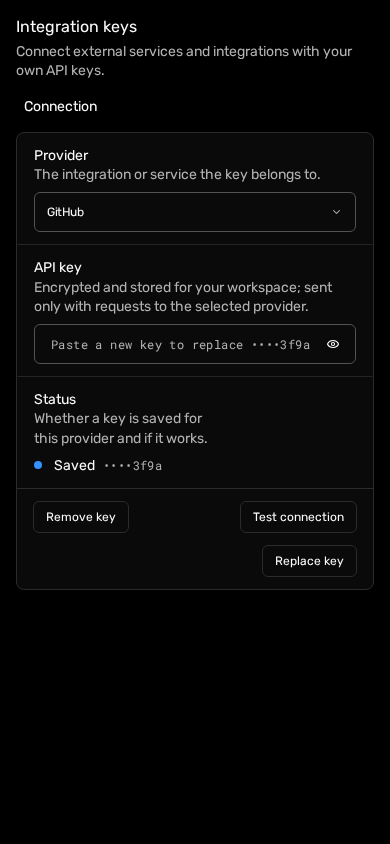 Integration keys
Connect external services and integrations with your
own API keys.
Connection
Provider
The integration or service the key belongs to.
GitHub
API key
Encrypted and stored for your workspace; sent
only with requests to the selected provider.
Paste a new key to replace ••••3f9a
Status
Whether a key is saved for
this provider and if it works.
Saved ••••3f9a
Remove key
Test connection
Replace key